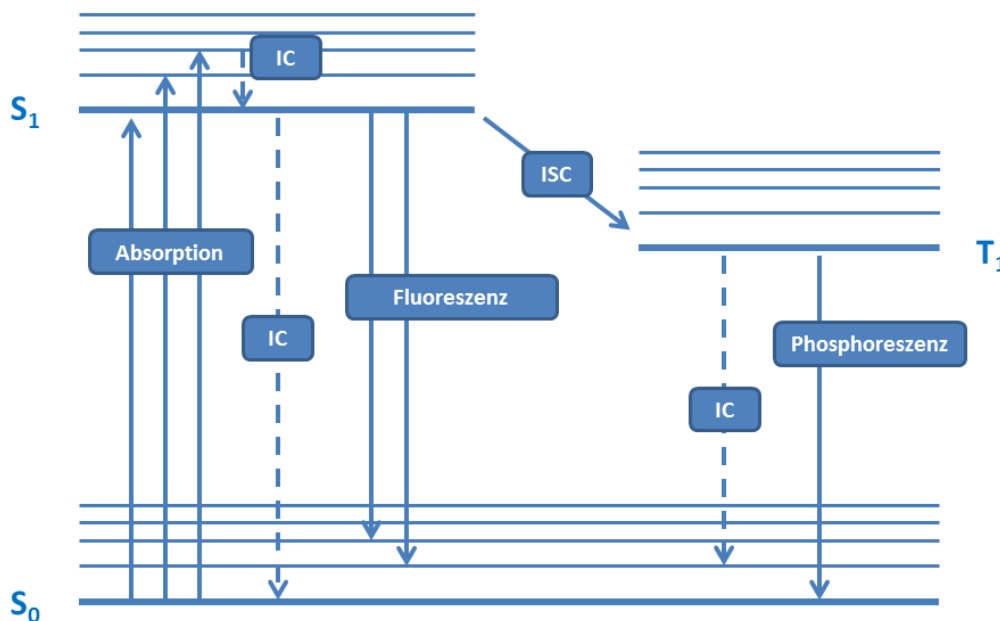 IC
S₁
ISC
Absorption
T₁
Fluoreszenz
IC
Phosphoreszenz
IC
S₀